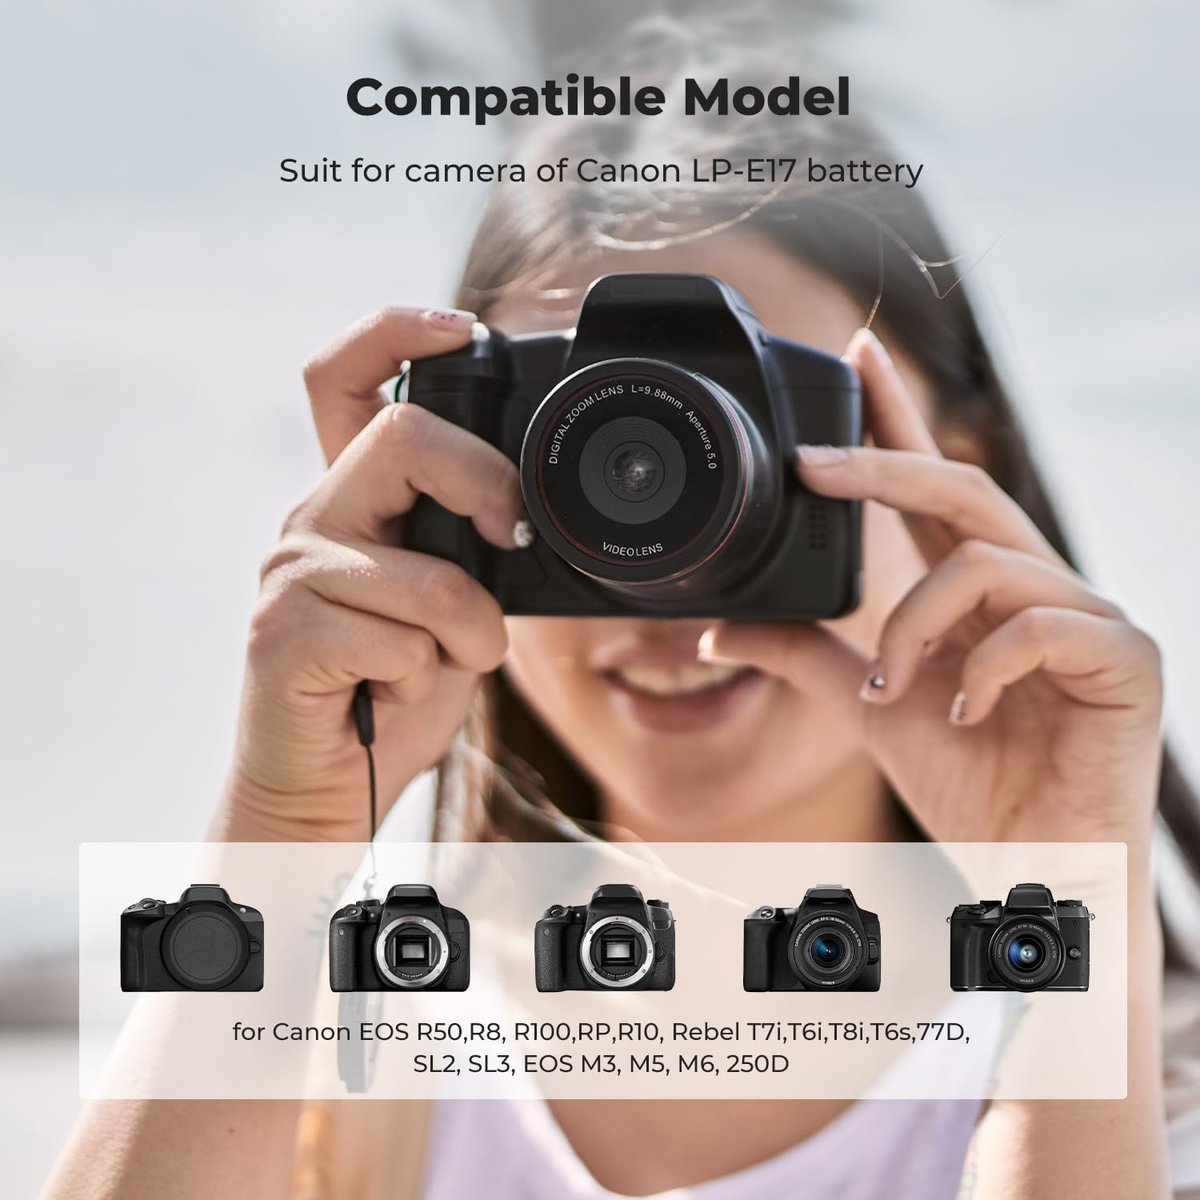 Compatible Model
Suit for camera of Canon LP-E17 battery
DIGITAL ZOOM LENS L=9.88mm Aperture 5.0
VIDEO LENS
for Canon EOS R50,R8, R100,RP,R10, Rebel T7i,T6i,T8i,T6s,77D,
SL2, SL3, EOS M3, M5, M6, 250D